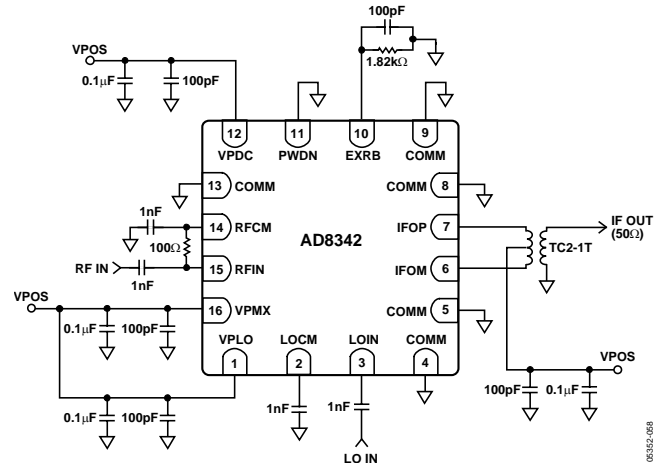 100pF
1.82kΩ
VPOS
0.1µF
100pF
12
11
10
9
VPDC
PWDN
EXRB
COMM
13
COMM
COMM
8
1nF
14
RFCM
IFOP
7
IF OUT
(50Ω)
100Ω
AD8342
TC2-1T
RF IN
15
RFIN
IFOM
6
1nF
VPOS
16
VPMX
COMM
5
0.1µF
100pF
VPLO
LOCM
LOIN
COMM
1
2
3
4
VPOS
0.1µF
100pF
1nF
1nF
100pF
0.1µF
LO IN
05352-058